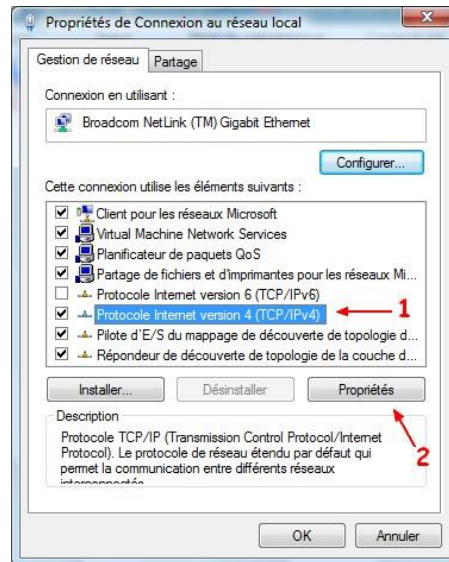 Propriétés de Connexion au réseau local
Gestion de réseau Partage
Connexion en utilisant :
Broadcom NetLink (TM) Gigabit Ethernet
Configurer...
Cette connexion utilise les éléments suivants :
Client pour les réseaux Microsoft
Virtual Machine Network Services
Planificateur de paquets QoS
Partage de fichiers et d'imprimantes pour les réseaux Mi...
Protocole Internet version 6 (TCP/IPv6)
Protocole Internet version 4 (TCP/IPv4) 1
Pilote d'E/S du mappage de découverte de topologie d...
Répondeur de découverte de topologie de la couche d...
Installer... Désinstaller Propriétés
2
Description
Protocole TCP/IP (Transmission Control Protocol/Internet
Protocol). Le protocole de réseau étendu par défaut qui
permet la communication entre différents réseaux
interconnectés
OK Annuler